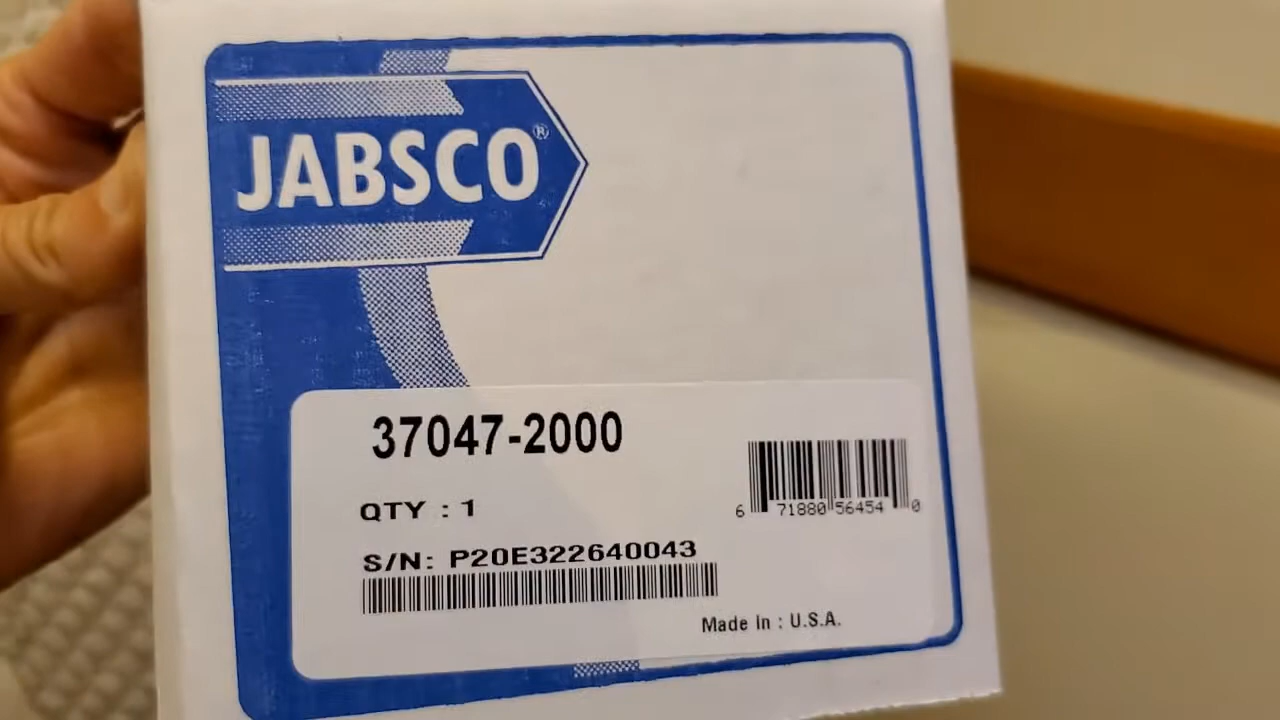 JABSCO®
37047-2000
QTY : 1
6 71880 56454 0
S/N: P20E322640043
Made In : U.S.A.